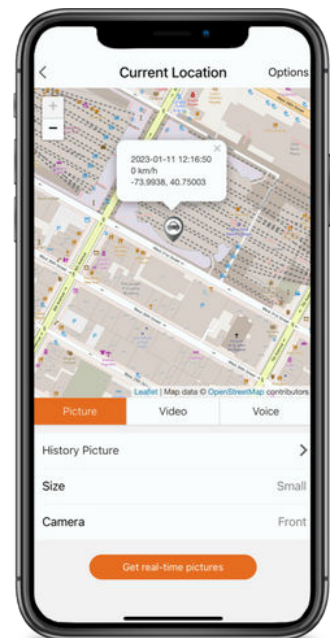 Current Location
Options
+
−
×
2023-01-11 12:16:50
0 km/h
-73.9938, 40.75003
Leaflet | Map data © OpenStreetMap contributors
Picture
Video
Voice
History Picture
Size
Small
Camera
Front
Get real-time pictures